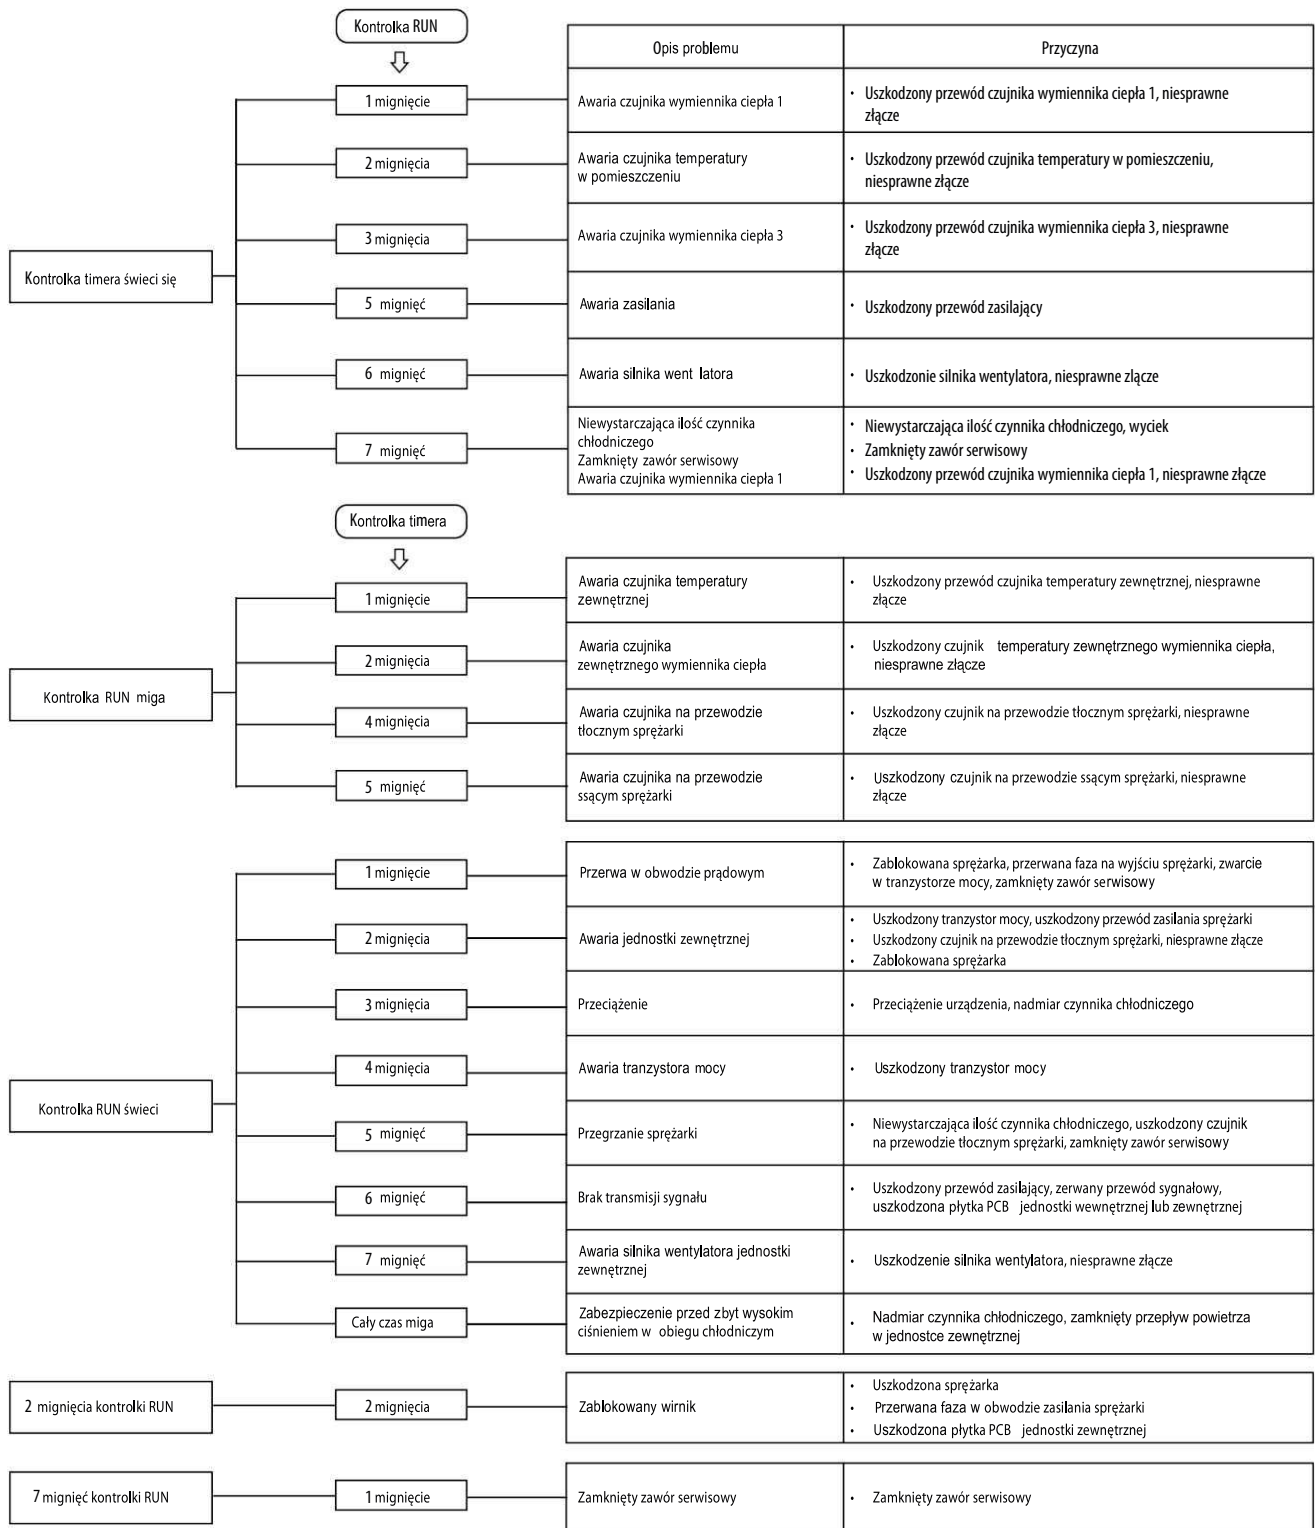 Kontrolka RUN
Opis problemu
Przyczyna
1 mignięcie
Awaria czujnika wymiennika ciepła 1
• Uszkodzony przewód czujnika wymiennika ciepła 1, niesprawne
złącze
2 mignięcia
Awaria czujnika temperatury
w pomieszczeniu
• Uszkodzony przewód czujnika temperatury w pomieszczeniu,
niesprawne złącze
3 mignięcia
Awaria czujnika wymiennika ciepła 3
• Uszkodzony przewód czujnika wymiennika ciepła 3, niesprawne
złącze
Kontrolka timera świeci się
5 mignięć
Awaria zasilania
• Uszkodzony przewód zasilający
6 mignięć
Awaria silnika went latora
• Uszkodzonie silnika wentylatora, niesprawne zlącze
7 mignięć
Niewystarczająca ilość czynnika
chłodniczego
Zamknięty zawór serwisowy
Awaria czujnika wymiennika ciepła 1
• Niewystarczająca ilość czynnika chłodniczego, wyciek
• Zamknięty zawór serwisowy
• Uszkodzony przewód czujnika wymiennika ciepła 1, niesprawne złącze
Kontrolka timera
1 mignięcie
Awaria czujnika temperatury
zewnętrznej
• Uszkodzony przewód czujnika temperatury zewnętrznej, niesprawne
złącze
2 mignięcia
Awaria czujnika
zewnętrznego wymiennika ciepła
• Uszkodzony czujnik temperatury zewnętrznego wymiennika ciepła,
niesprawne złącze
Kontrolka RUN miga
4 mignięcia
Awaria czujnika na przewodzie
tłocznym sprężarki
• Uszkodzony czujnik na przewodzie tłocznym sprężarki, niesprawne
złącze
5 mignięć
Awaria czujnika na przewodzie
ssącym sprężarki
• Uszkodzony czujnik na przewodzie ssącym sprężarki, niesprawne
złącze
1 mignięcie
Przerwa w obwodzie prądowym
• Zablokowana sprężarka, przerwana faza na wyjściu sprężarki, zwarcie
w tranzystorze mocy, zamknięty zawór serwisowy
2 mignięcia
Awaria jednostki zewnętrznej
• Uszkodzony tranzystor mocy, uszkodzony przewód zasilania sprężarki
• Uszkodzony czujnik na przewodzie tłocznym sprężarki, niesprawne złącze
• Zablokowana sprężarka
3 mignięcia
Przeciążenie
• Przeciążenie urządzenia, nadmiar czynnika chłodniczego
4 mignięcia
Awaria tranzystora mocy
• Uszkodzony tranzystor mocy
Kontrolka RUN świeci
5 mignięć
Przegrzanie sprężarki
• Niewystarczająca ilość czynnika chłodniczego, uszkodzony czujnik
na przewodzie tłocznym sprężarki, zamknięty zawór serwisowy
6 mignięć
Brak transmisji sygnału
• Uszkodzony przewód zasilający, zerwany przewód sygnałowy,
uszkodzona płytka PCB jednostki wewnętrznej lub zewnętrznej
7 mignięć
Awaria silnika wentylatora jednostki
zewnętrznej
• Uszkodzenie silnika wentylatora, niesprawne złącze
Cały czas miga
Zabezpieczenie przed zbyt wysokim
ciśnieniem w obiegu chłodniczym
• Nadmiar czynnika chłodniczego, zamknięty przepływ powietrza
w jednostce zewnętrznej
2 mignięcia kontrolki RUN
2 mignięcia
Zablokowany wirnik
• Uszkodzona sprężarka
• Przerwana faza w obwodzie zasilania sprężarki
• Uszkodzona płytka PCB jednostki zewnętrznej
7 mignięć kontrolki RUN
1 mignięcie
Zamknięty zawór serwisowy
• Zamknięty zawór serwisowy